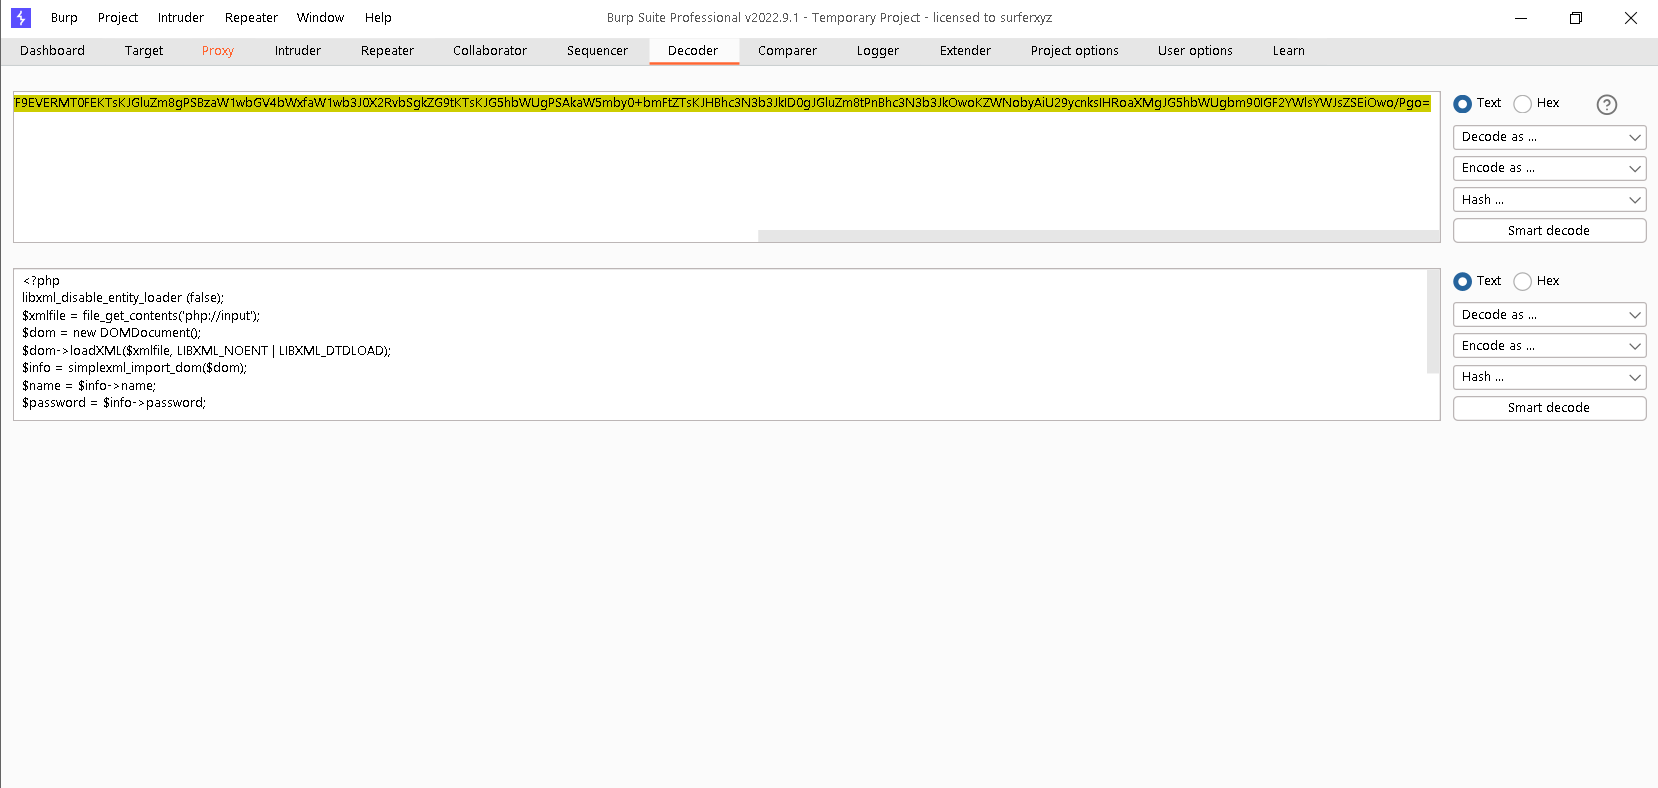 Burp Project Intruder Repeater Window Help Burp Suite Professional v2022.9.1 - Temporary Project - licensed to surferxyz
Dashboard Target Proxy Intruder Repeater Collaborator Sequencer Decoder Comparer Logger Extender Project options User options Learn
F9EVERMT0FEKTsKJGluZm8gPSBzaW1wbGV4bWxfaW1wb3J0X2RvbSgkZG9tKTsKJG5hbWUgPSAkaW5mby0+bmFtZTsKJHBhc3N3b3JkID0gJGluZm8tPnBhc3N3b3JkOwoKZWNobyAiU29ycnksIHRoaXMgJG5hbWUgbm90IGF2YWlsYWJsZSEiOwo/Pgo=
Text Hex ?
Decode as ...
Encode as ...
Hash ...
Smart decode
<?php
libxml_disable_entity_loader (false);
$xmlfile = file_get_contents('php://input');
$dom = new DOMDocument();
$dom->loadXML($xmlfile, LIBXML_NOENT | LIBXML_DTDLOAD);
$info = simplexml_import_dom($dom);
$name = $info->name;
$password = $info->password;
Text Hex
Decode as ...
Encode as ...
Hash ...
Smart decode